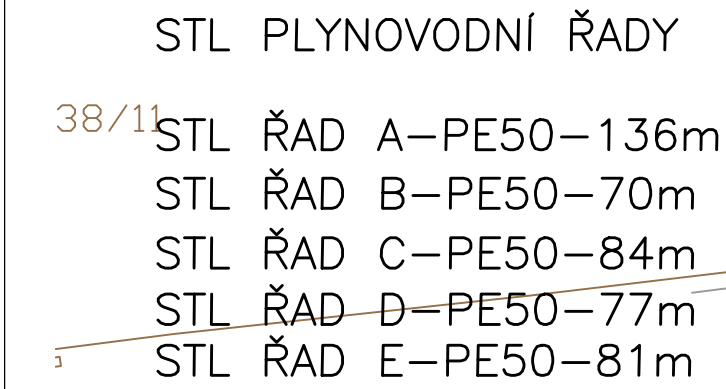 STL PLYNOVODNÍ ŘADY
38/11
STL ŘAD A-PE50-136m
STL ŘAD B-PE50-70m
STL ŘAD C-PE50-84m
STL ŘAD D-PE50-77m
STL ŘAD E-PE50-81m